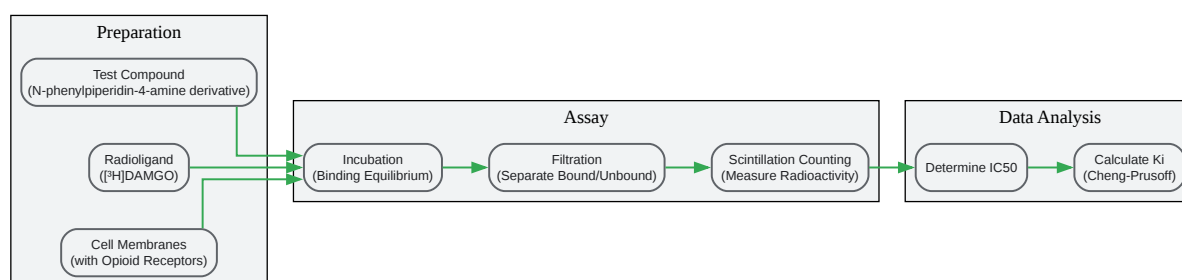 Preparation
Test Compound
(N-phenylpiperidin-4-amine derivative)
Radioligand
([³H]DAMGO)
Cell Membranes
(with Opioid Receptors)
Assay
Incubation
(Binding Equilibrium)
Filtration
(Separate Bound/Unbound)
Scintillation Counting
(Measure Radioactivity)
Data Analysis
Determine IC50
Calculate Ki
(Cheng-Prusoff)